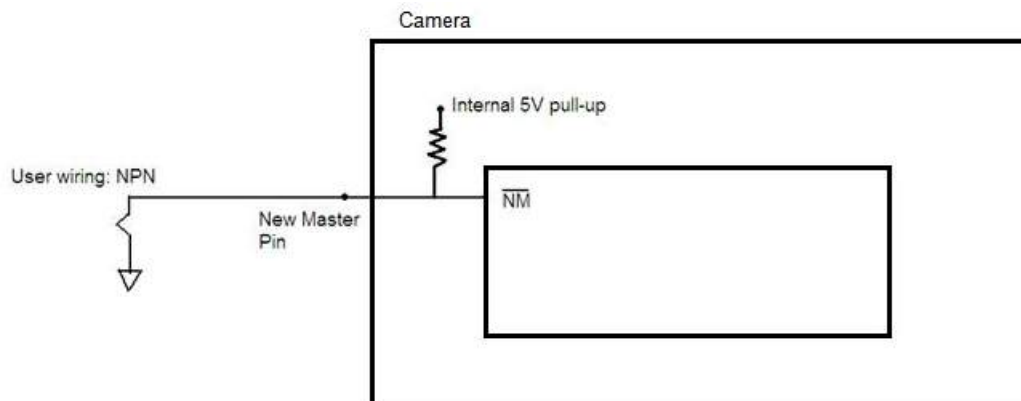 Camera
Internal 5V pull-up
User wiring: NPN
New Master
Pin
NM